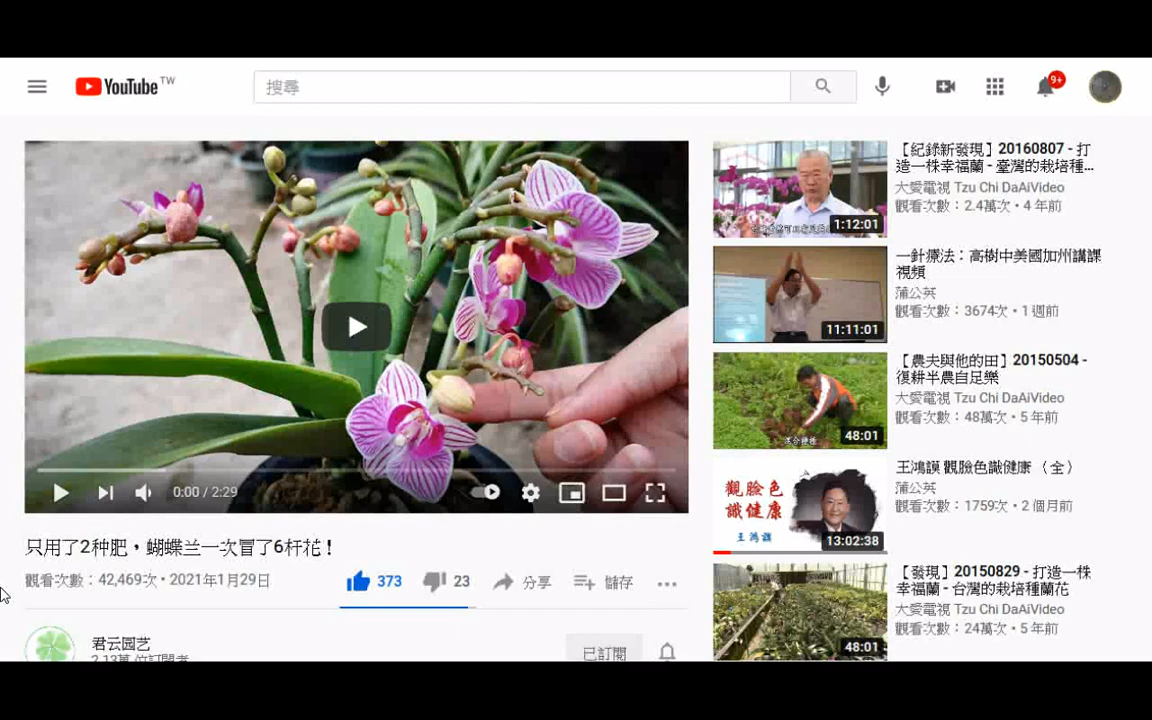 YouTube TW
搜尋
9+
0:00 / 2:29
只用了2种肥，蝴蝶兰一次冒了6杆花！
觀看次數：42,469次 • 2021年1月29日
373
23
分享
儲存
君云园艺
2.13萬 位訂閱者
已訂閱
1:12:01
【紀錄新發現】20160807 - 打
造一株幸福蘭 - 臺灣的栽培種...
大愛電視 Tzu Chi DaAiVideo
觀看次數：2.4萬次 • 4 年前
11:11:01
一針療法：高樹中美國加州講課
視頻
蒲公英
觀看次數：3674次 • 1 週前
48:01
【農夫與他的田】20150504 -
復耕半農自足樂
大愛電視 Tzu Chi DaAiVideo
觀看次數：48萬次 • 5 年前
觀臉色
識健康
王鴻謨
13:02:38
王鴻謨 觀臉色識健康 （全）
蒲公英
觀看次數：1759次 • 2 個月前
48:01
【發現】20150829 - 打造一株
幸福蘭 - 台灣的栽培種蘭花
大愛電視 Tzu Chi DaAiVideo
觀看次數：24萬次 • 5 年前